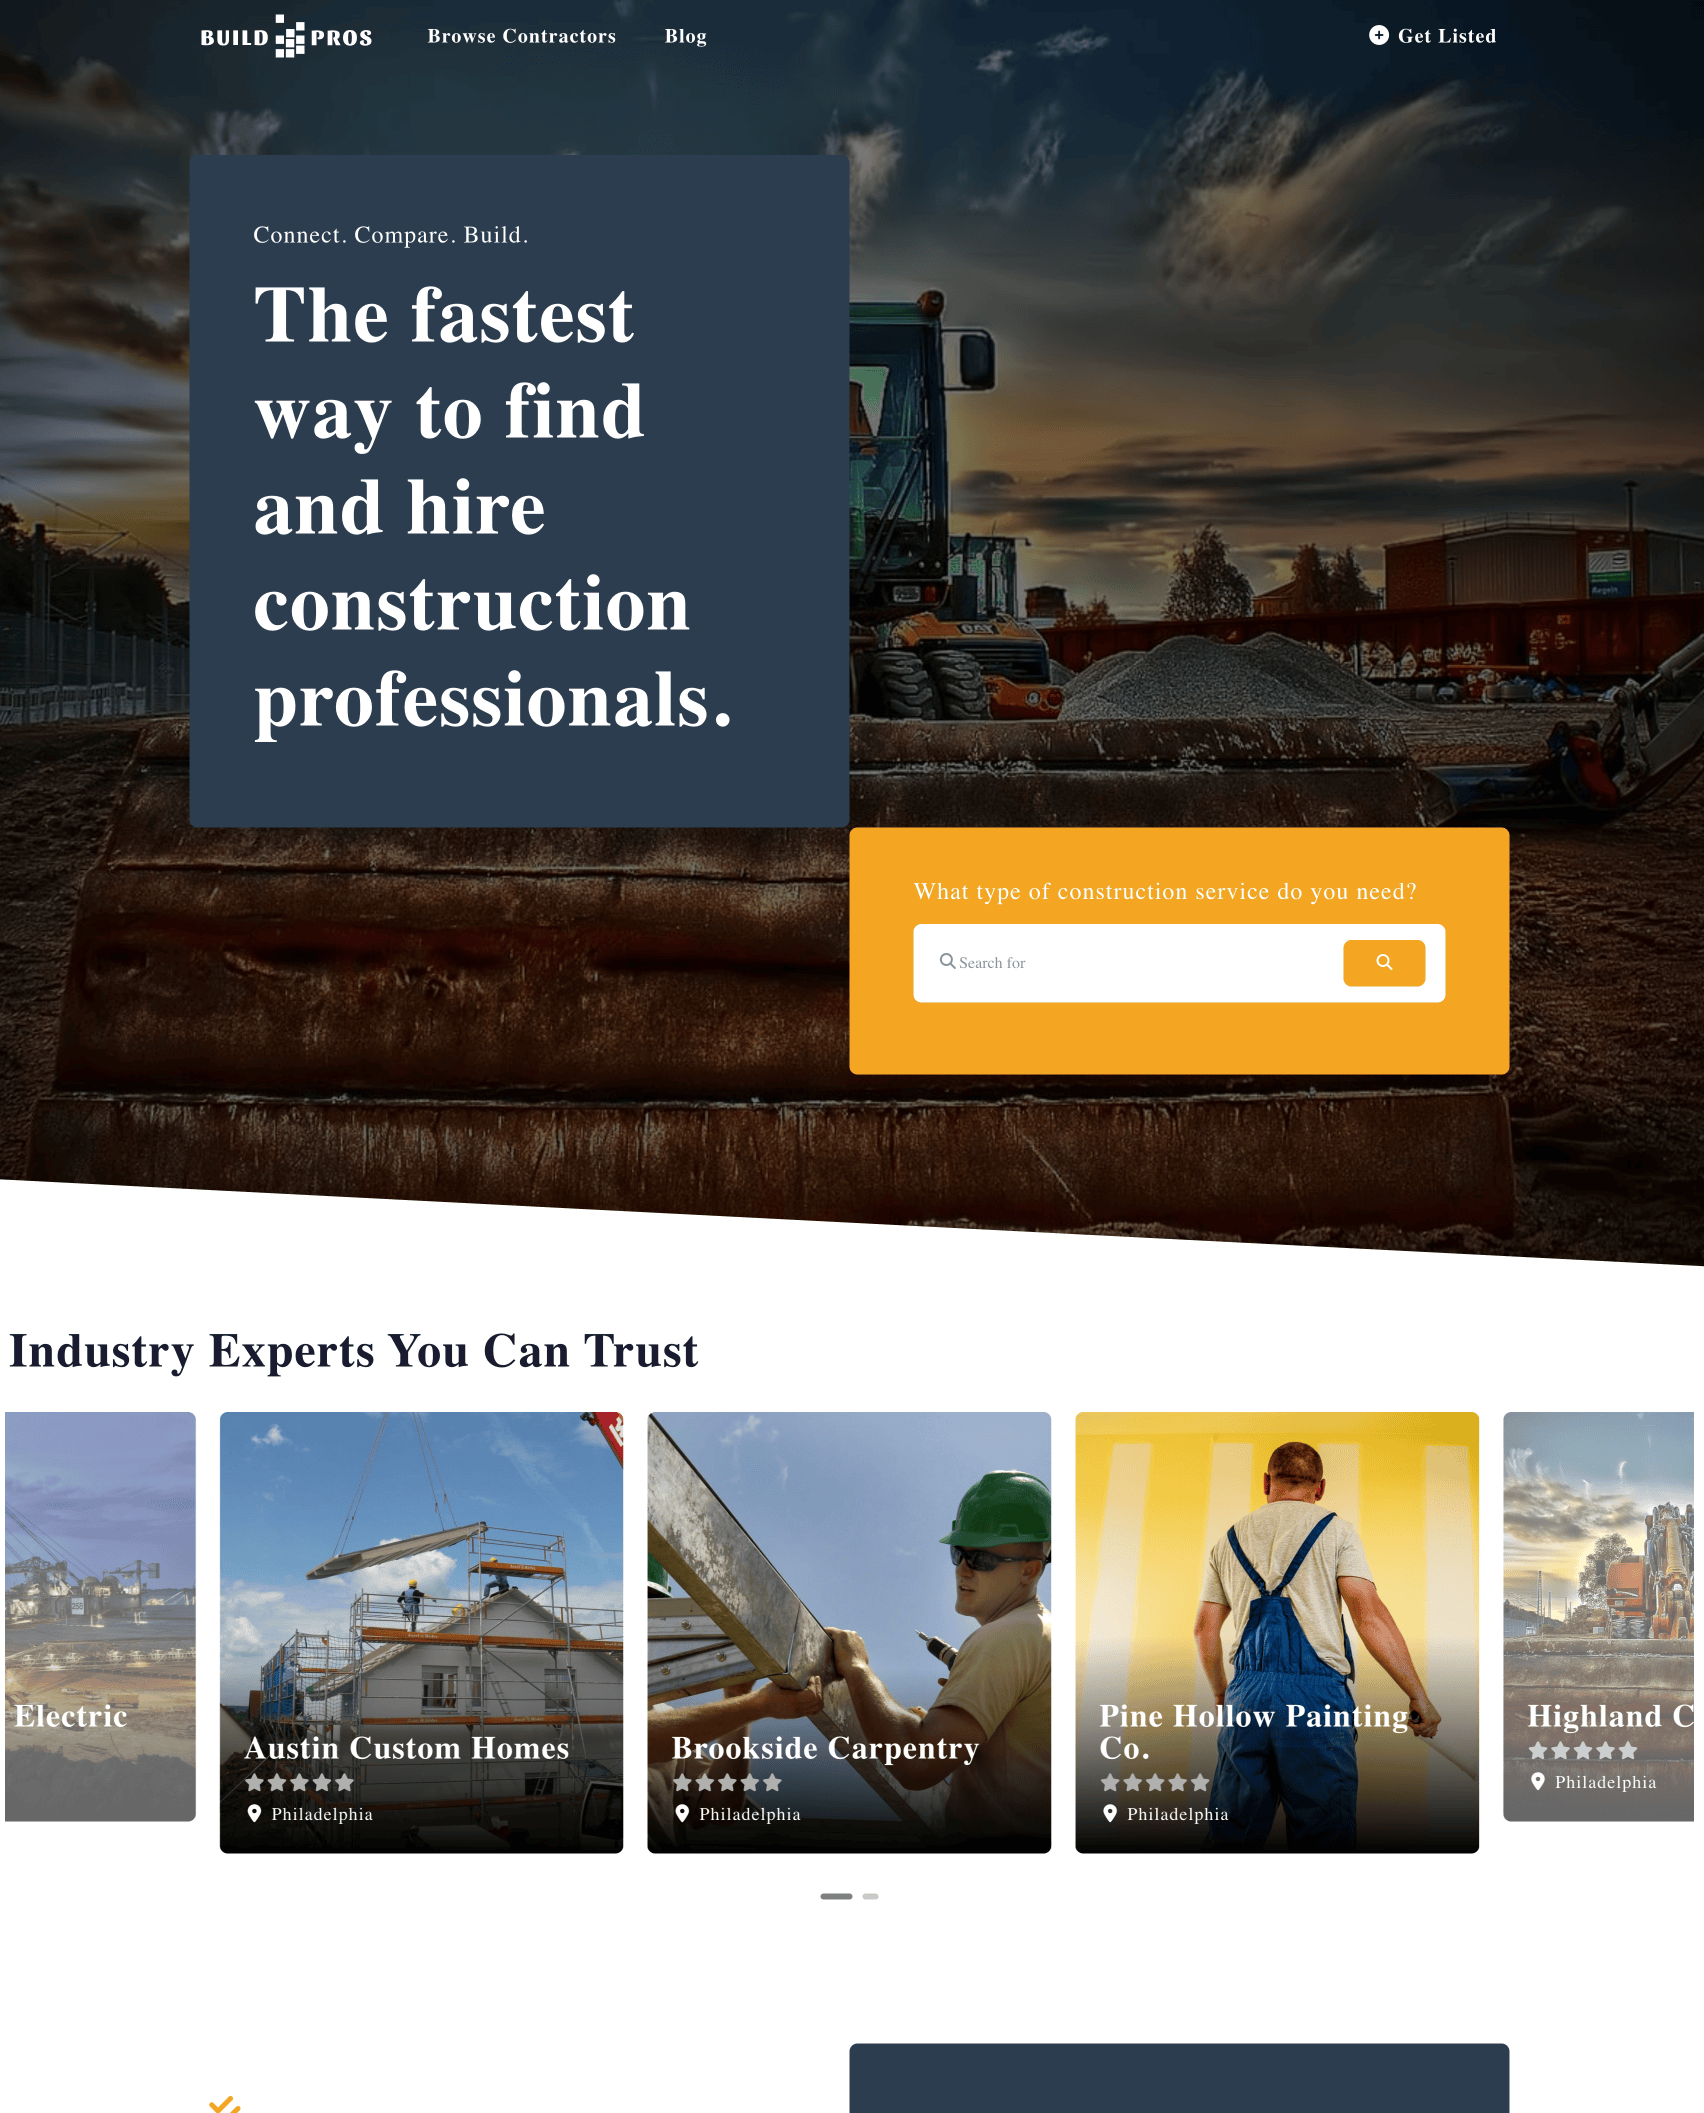 BUILD PROS
Browse Contractors
Blog
Get Listed
Connect. Compare. Build.
The fastest
way to find
and hire
construction
professionals.
CAT
What type of construction service do you need?
Search for
Industry Experts You Can Trust
Electric
Austin Custom Homes
Philadelphia
Brookside Carpentry
Philadelphia
Pine Hollow Painting
Co.
Philadelphia
Highland C
Philadelphia